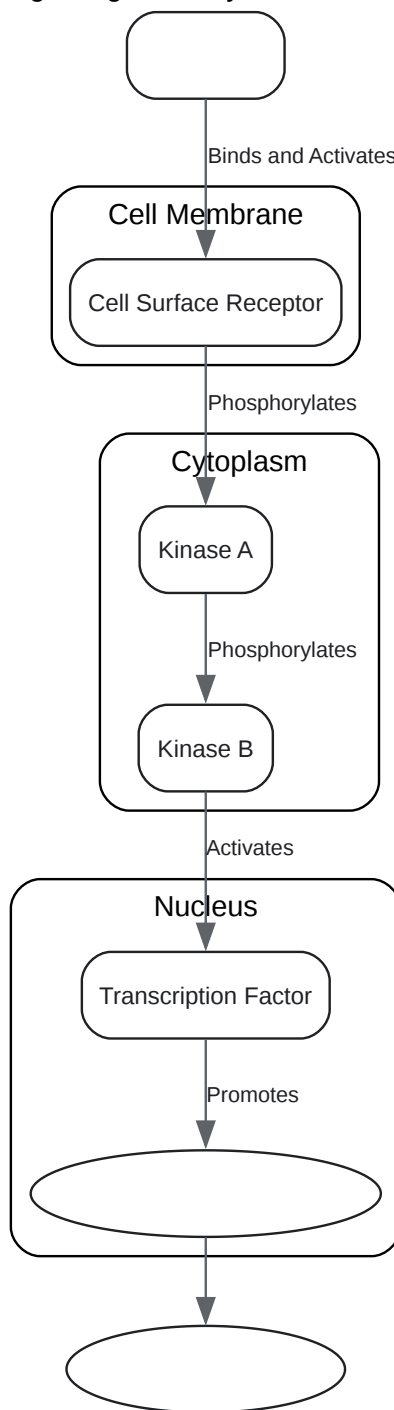 Binds and Activates
Cell Membrane
Cell Surface Receptor
Phosphorylates
Cytoplasm
Kinase A
Phosphorylates
Kinase B
Activates
Nucleus
Transcription Factor
Promotes